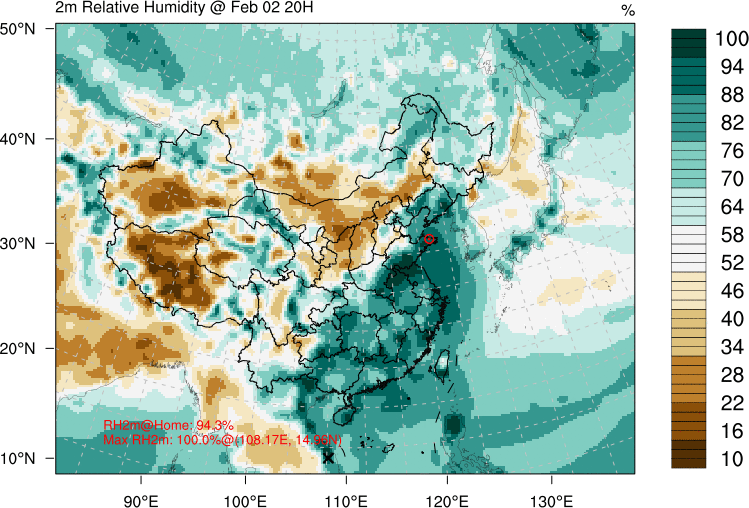 2m Relative Humidity @ Feb 02 20H
%
50°N
40°N
30°N
20°N
10°N
90°E 100°E 110°E 120°E 130°E
100
94
88
82
76
70
64
58
52
46
40
34
28
22
16
10
RH2m@Home: 94.3%
Max RH2m: 100.0%@(108.17E, 14.98N)